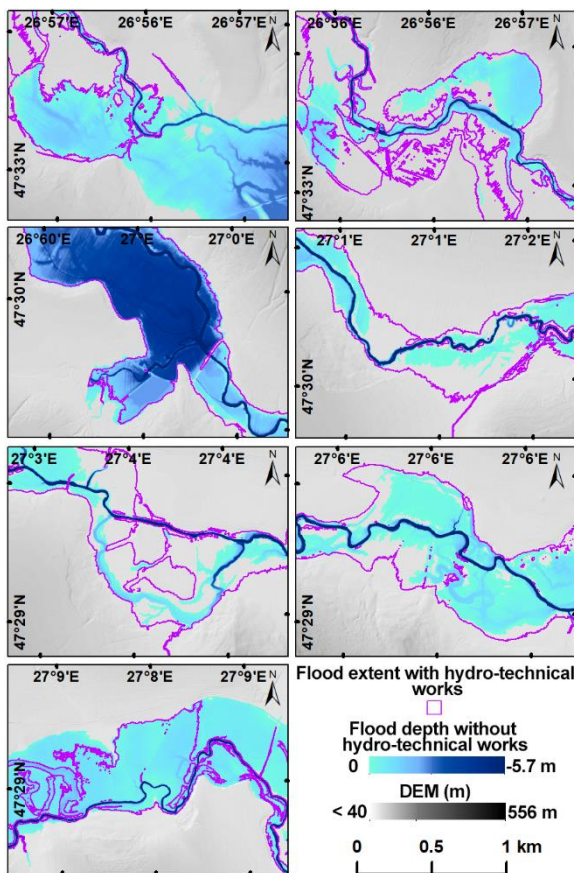 26°57'E 26°56'E 26°57'E
N
47°33'N
26°56'E 26°57'E
N
47°33'N
26°60'E 27°E 27°0'E
N
47°30'N
27°1'E 27°1'E 27°2'E
N
47°30'N
27°3'E 27°4'E 27°4'E
N
47°29'N
27°6'E 27°6'E 27°6'E
N
47°29'N
27°9'E 27°8'E 27°9'E
N
47°29'N
Flood extent with hydro-technical
works
Flood depth without
hydro-technical works
0 -5.7 m
DEM (m)
< 40 556 m
0 0.5 1 km